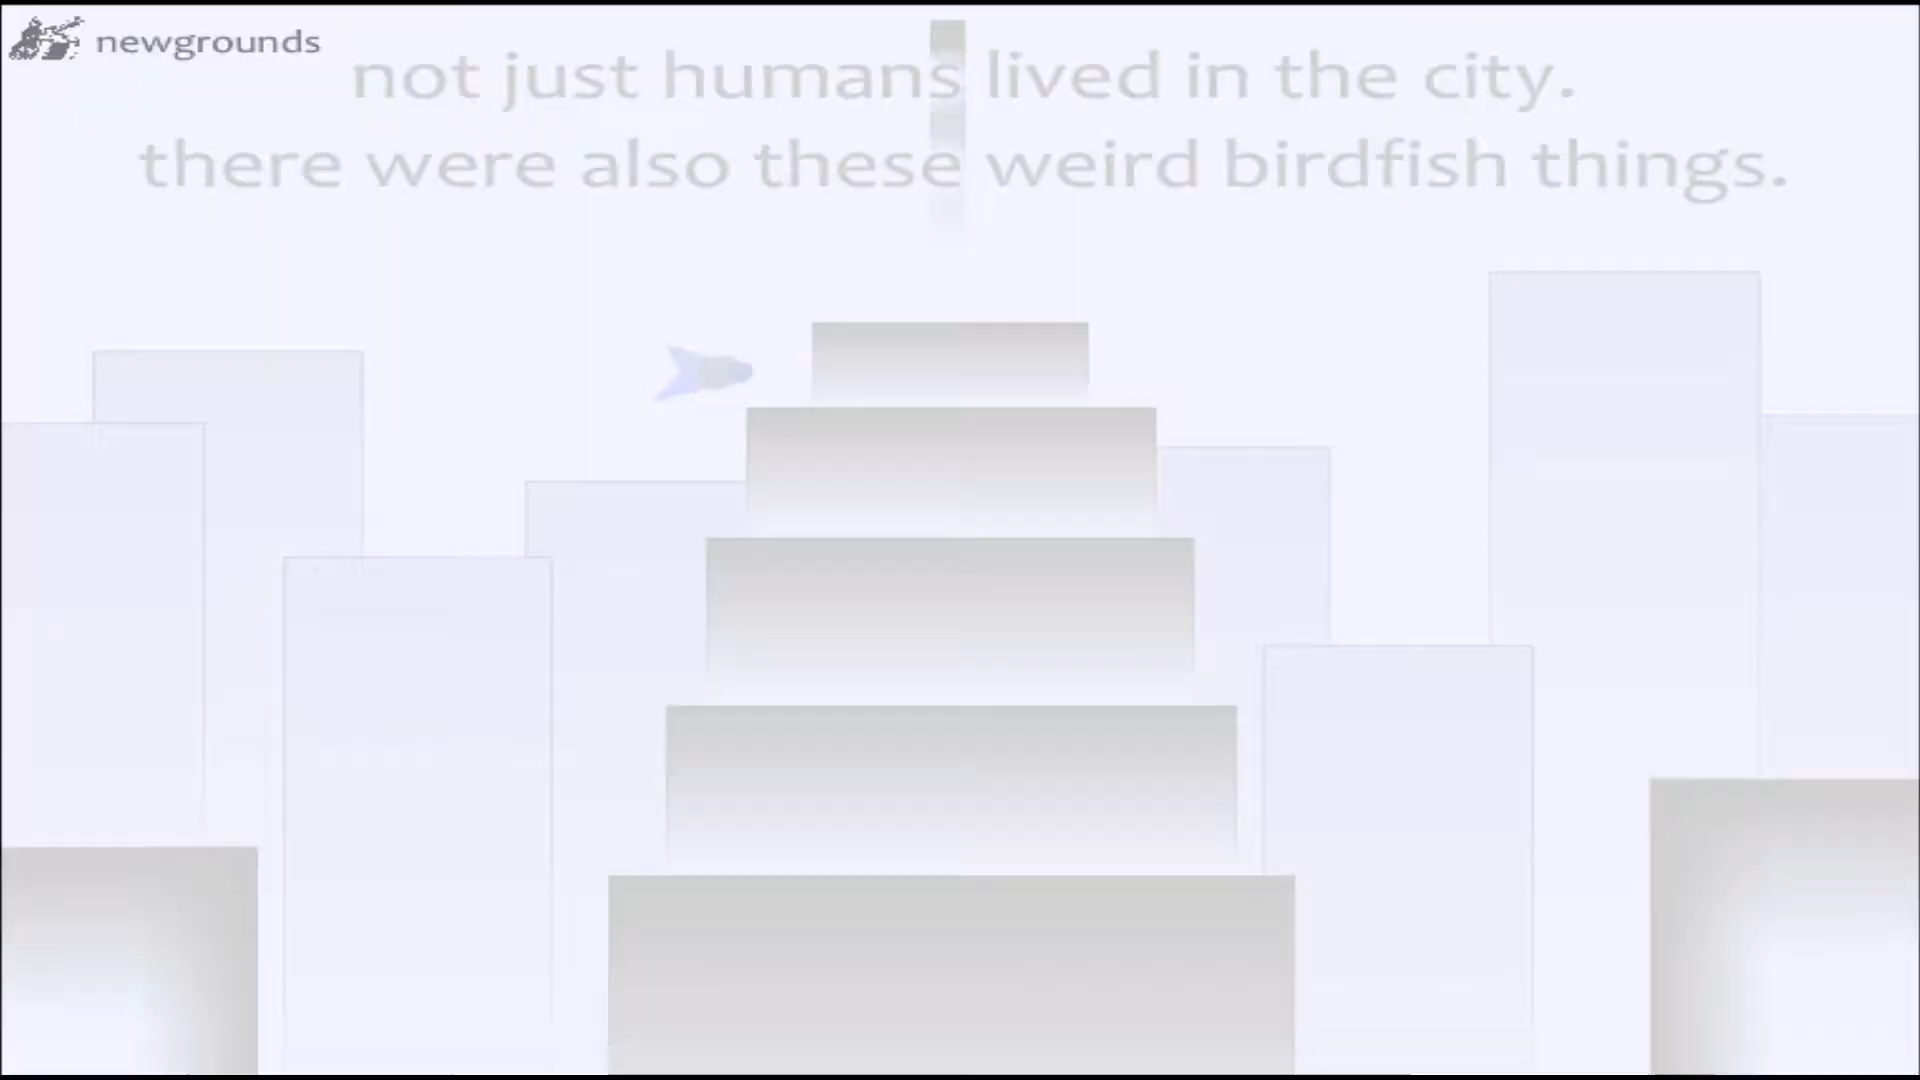 newgrounds
not just humans lived in the city.
there were also these weird birdfish things.